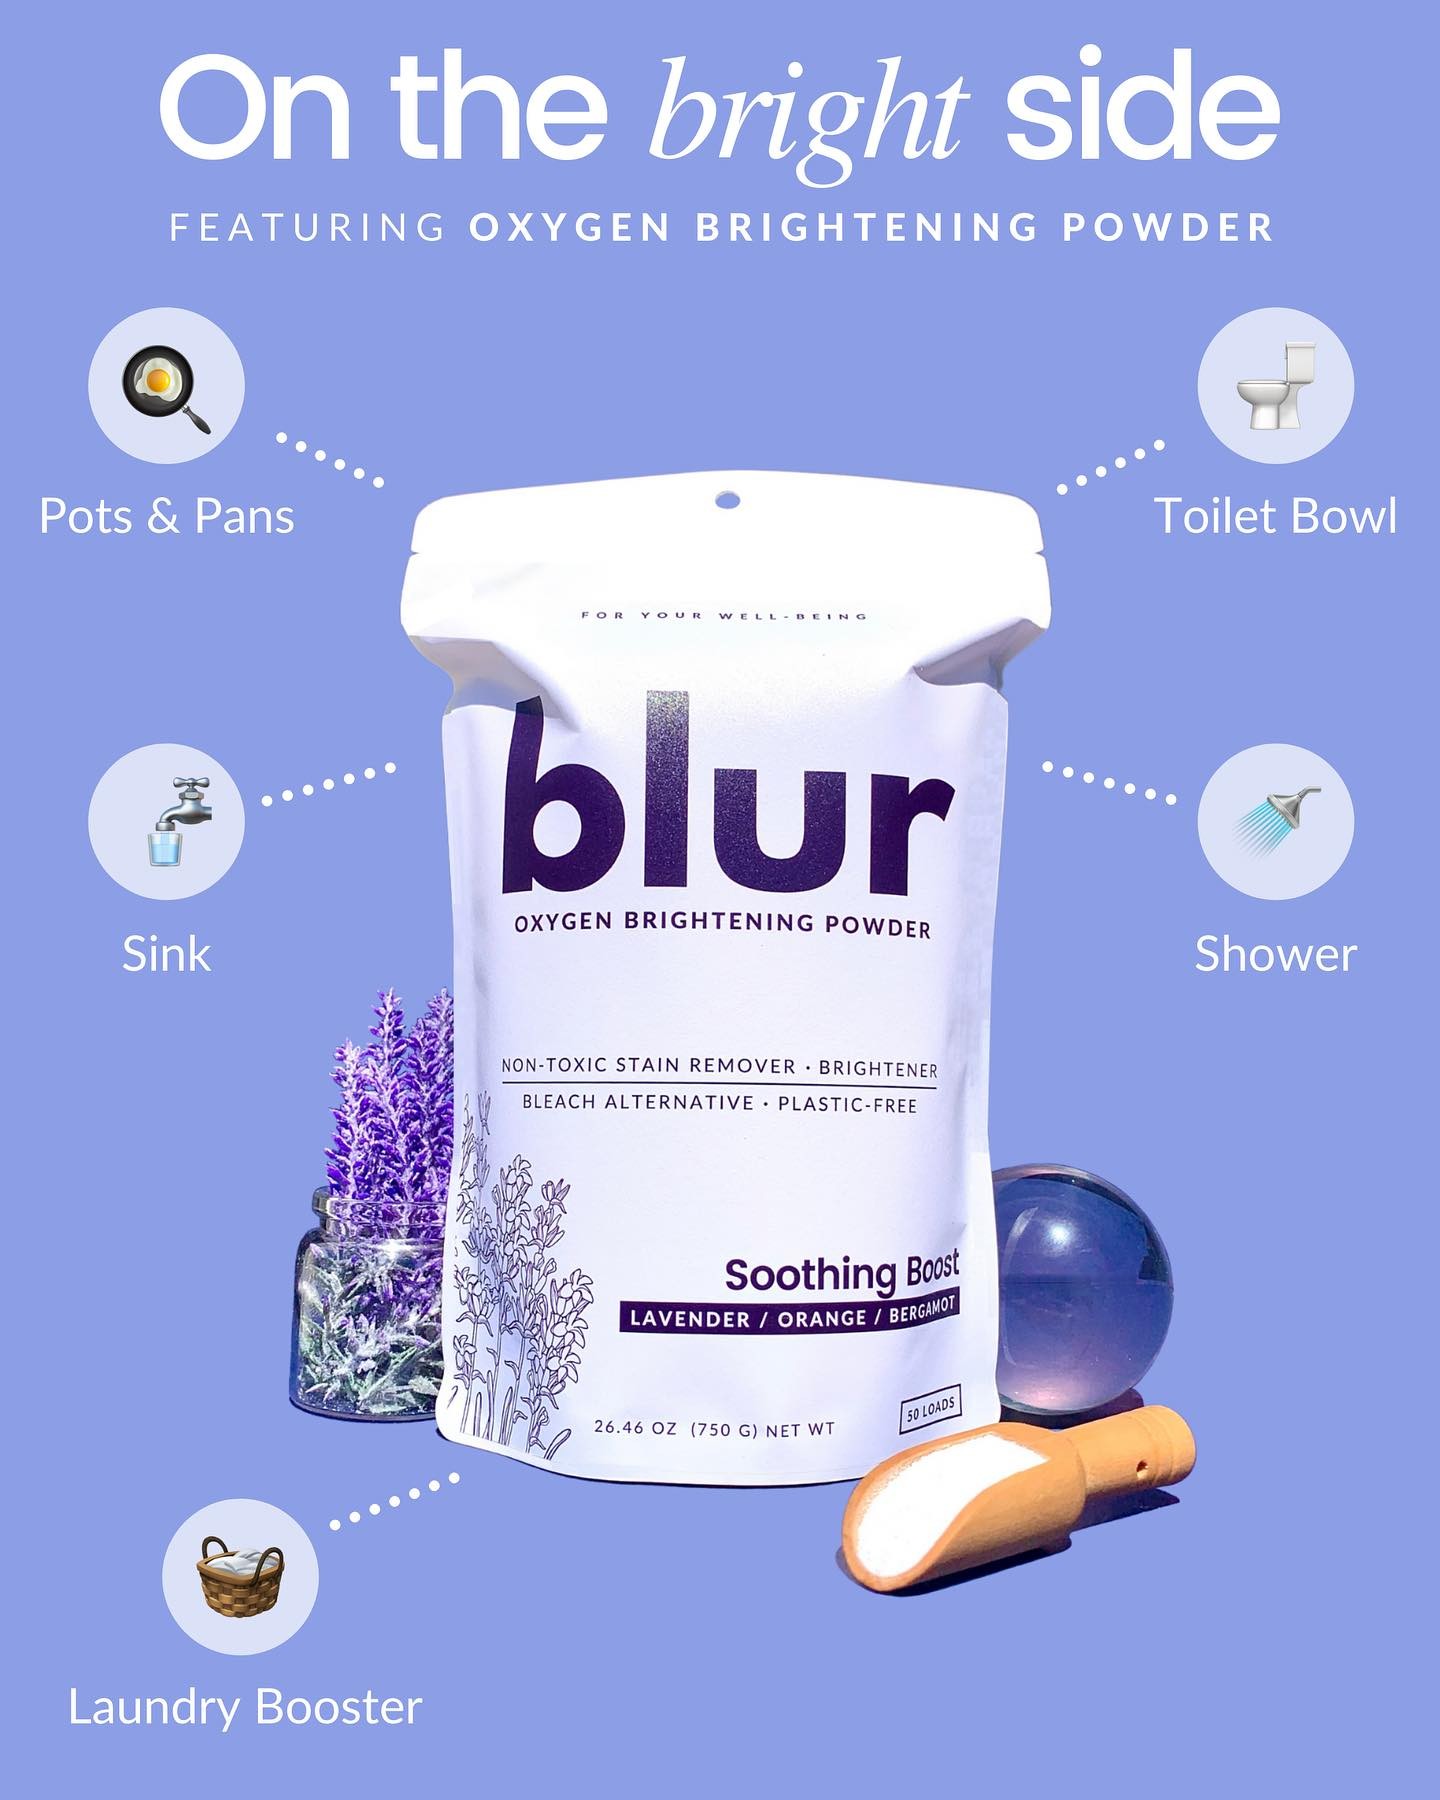 On the bright side
FEATURING OXYGEN BRIGHTENING POWDER
Pots & Pans
Toilet Bowl
FOR YOUR WELL-BEING
blur
OXYGEN BRIGHTENING POWDER
Sink
Shower
NON-TOXIC STAIN REMOVER · BRIGHTENER
BLEACH ALTERNATIVE · PLASTIC-FREE
Soothing Boost
LAVENDER / ORANGE / BERGAMOT
50 LOADS
26.46 OZ (750 G) NET WT
Laundry Booster